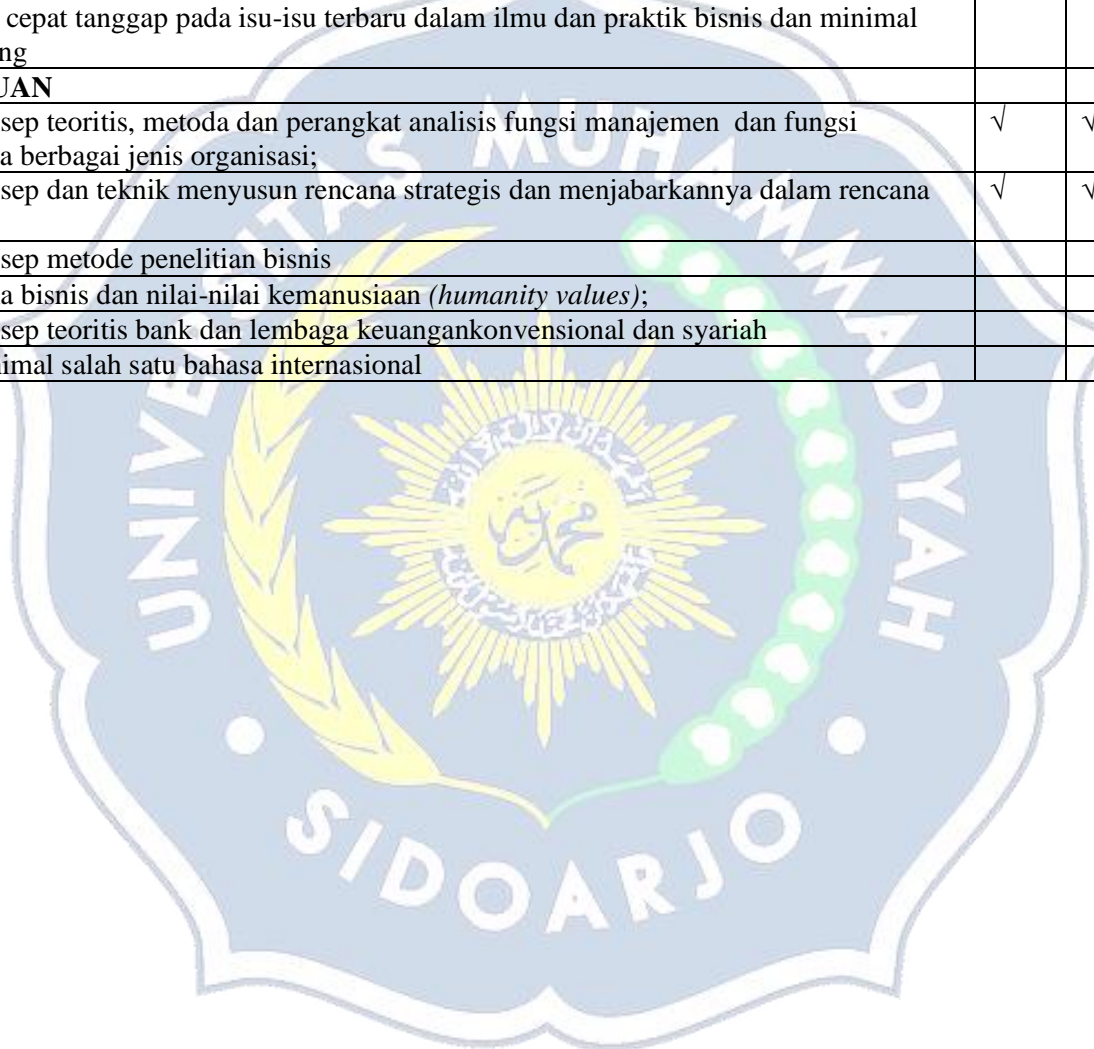 cepat tanggap pada isu-isu terbaru dalam ilmu dan praktik bisnis dan minimal
ng
UAN
sep teoritis, metoda dan perangkat analisis fungsi manajemen dan fungsi √ √
a berbagai jenis organisasi;
sep dan teknik menyusun rencana strategis dan menjabarkannya dalam rencana √ √
sep metode penelitian bisnis
a bisnis dan nilai-nilai kemanusiaan (humanity values);
sep teoritis bank dan lembaga keuangankonvensional dan syariah
nimal salah satu bahasa internasional
UNIVERSITAS MUHAMMADIYAH
محمد
SIDOARJO